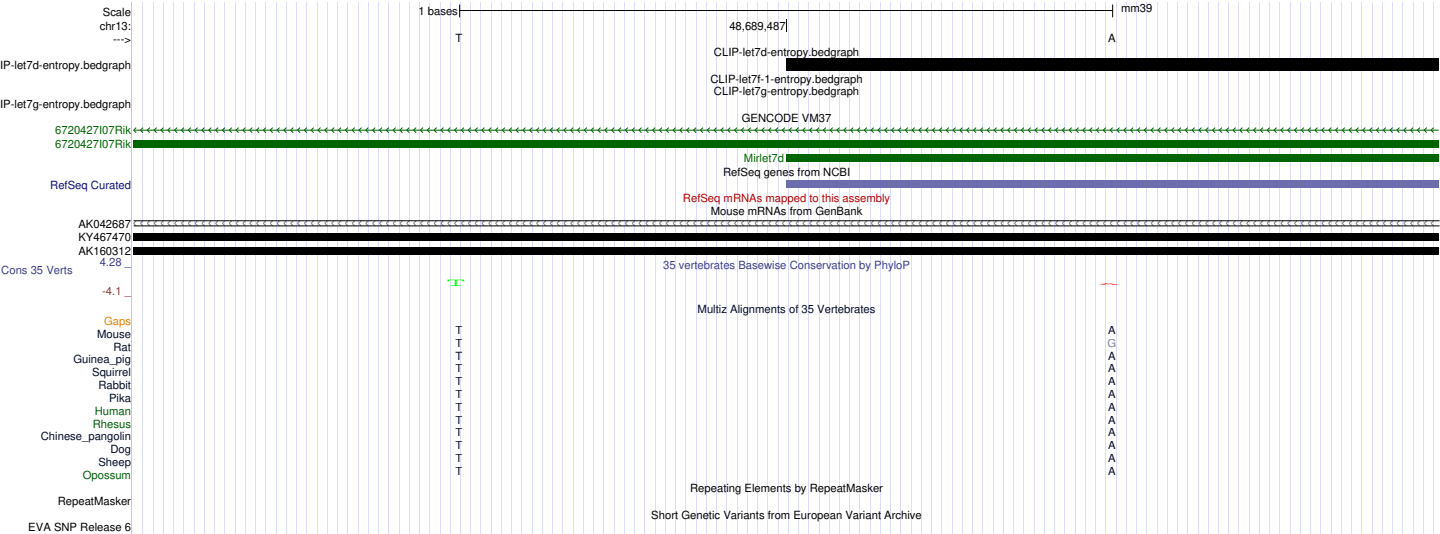 Scale 1 bases mm39
chr13: 48,689,487
---> T A
CLIP-let7d-entropy.bedgraph
IP-let7d-entropy.bedgraph
CLIP-let7f-1-entropy.bedgraph
CLIP-let7g-entropy.bedgraph
IP-let7g-entropy.bedgraph
GENCODE VM37
6720427I07Rik
6720427I07Rik
Mirlet7d
RefSeq genes from NCBI
RefSeq Curated
RefSeq mRNAs mapped to this assembly
Mouse mRNAs from GenBank
AK042687
KY467470
AK160312
4.28 _ 35 vertebrates Basewise Conservation by PhyloP
Cons 35 Verts
T A
-4.1 _
Multiz Alignments of 35 Vertebrates
Gaps
Mouse T A
Rat T G
Guinea_pig T A
Squirrel T A
Rabbit T A
Pika T A
Human T A
Rhesus T A
Chinese_pangolin T A
Dog T A
Sheep T A
Opossum T A
Repeating Elements by RepeatMasker
RepeatMasker
Short Genetic Variants from European Variant Archive
EVA SNP Release 6